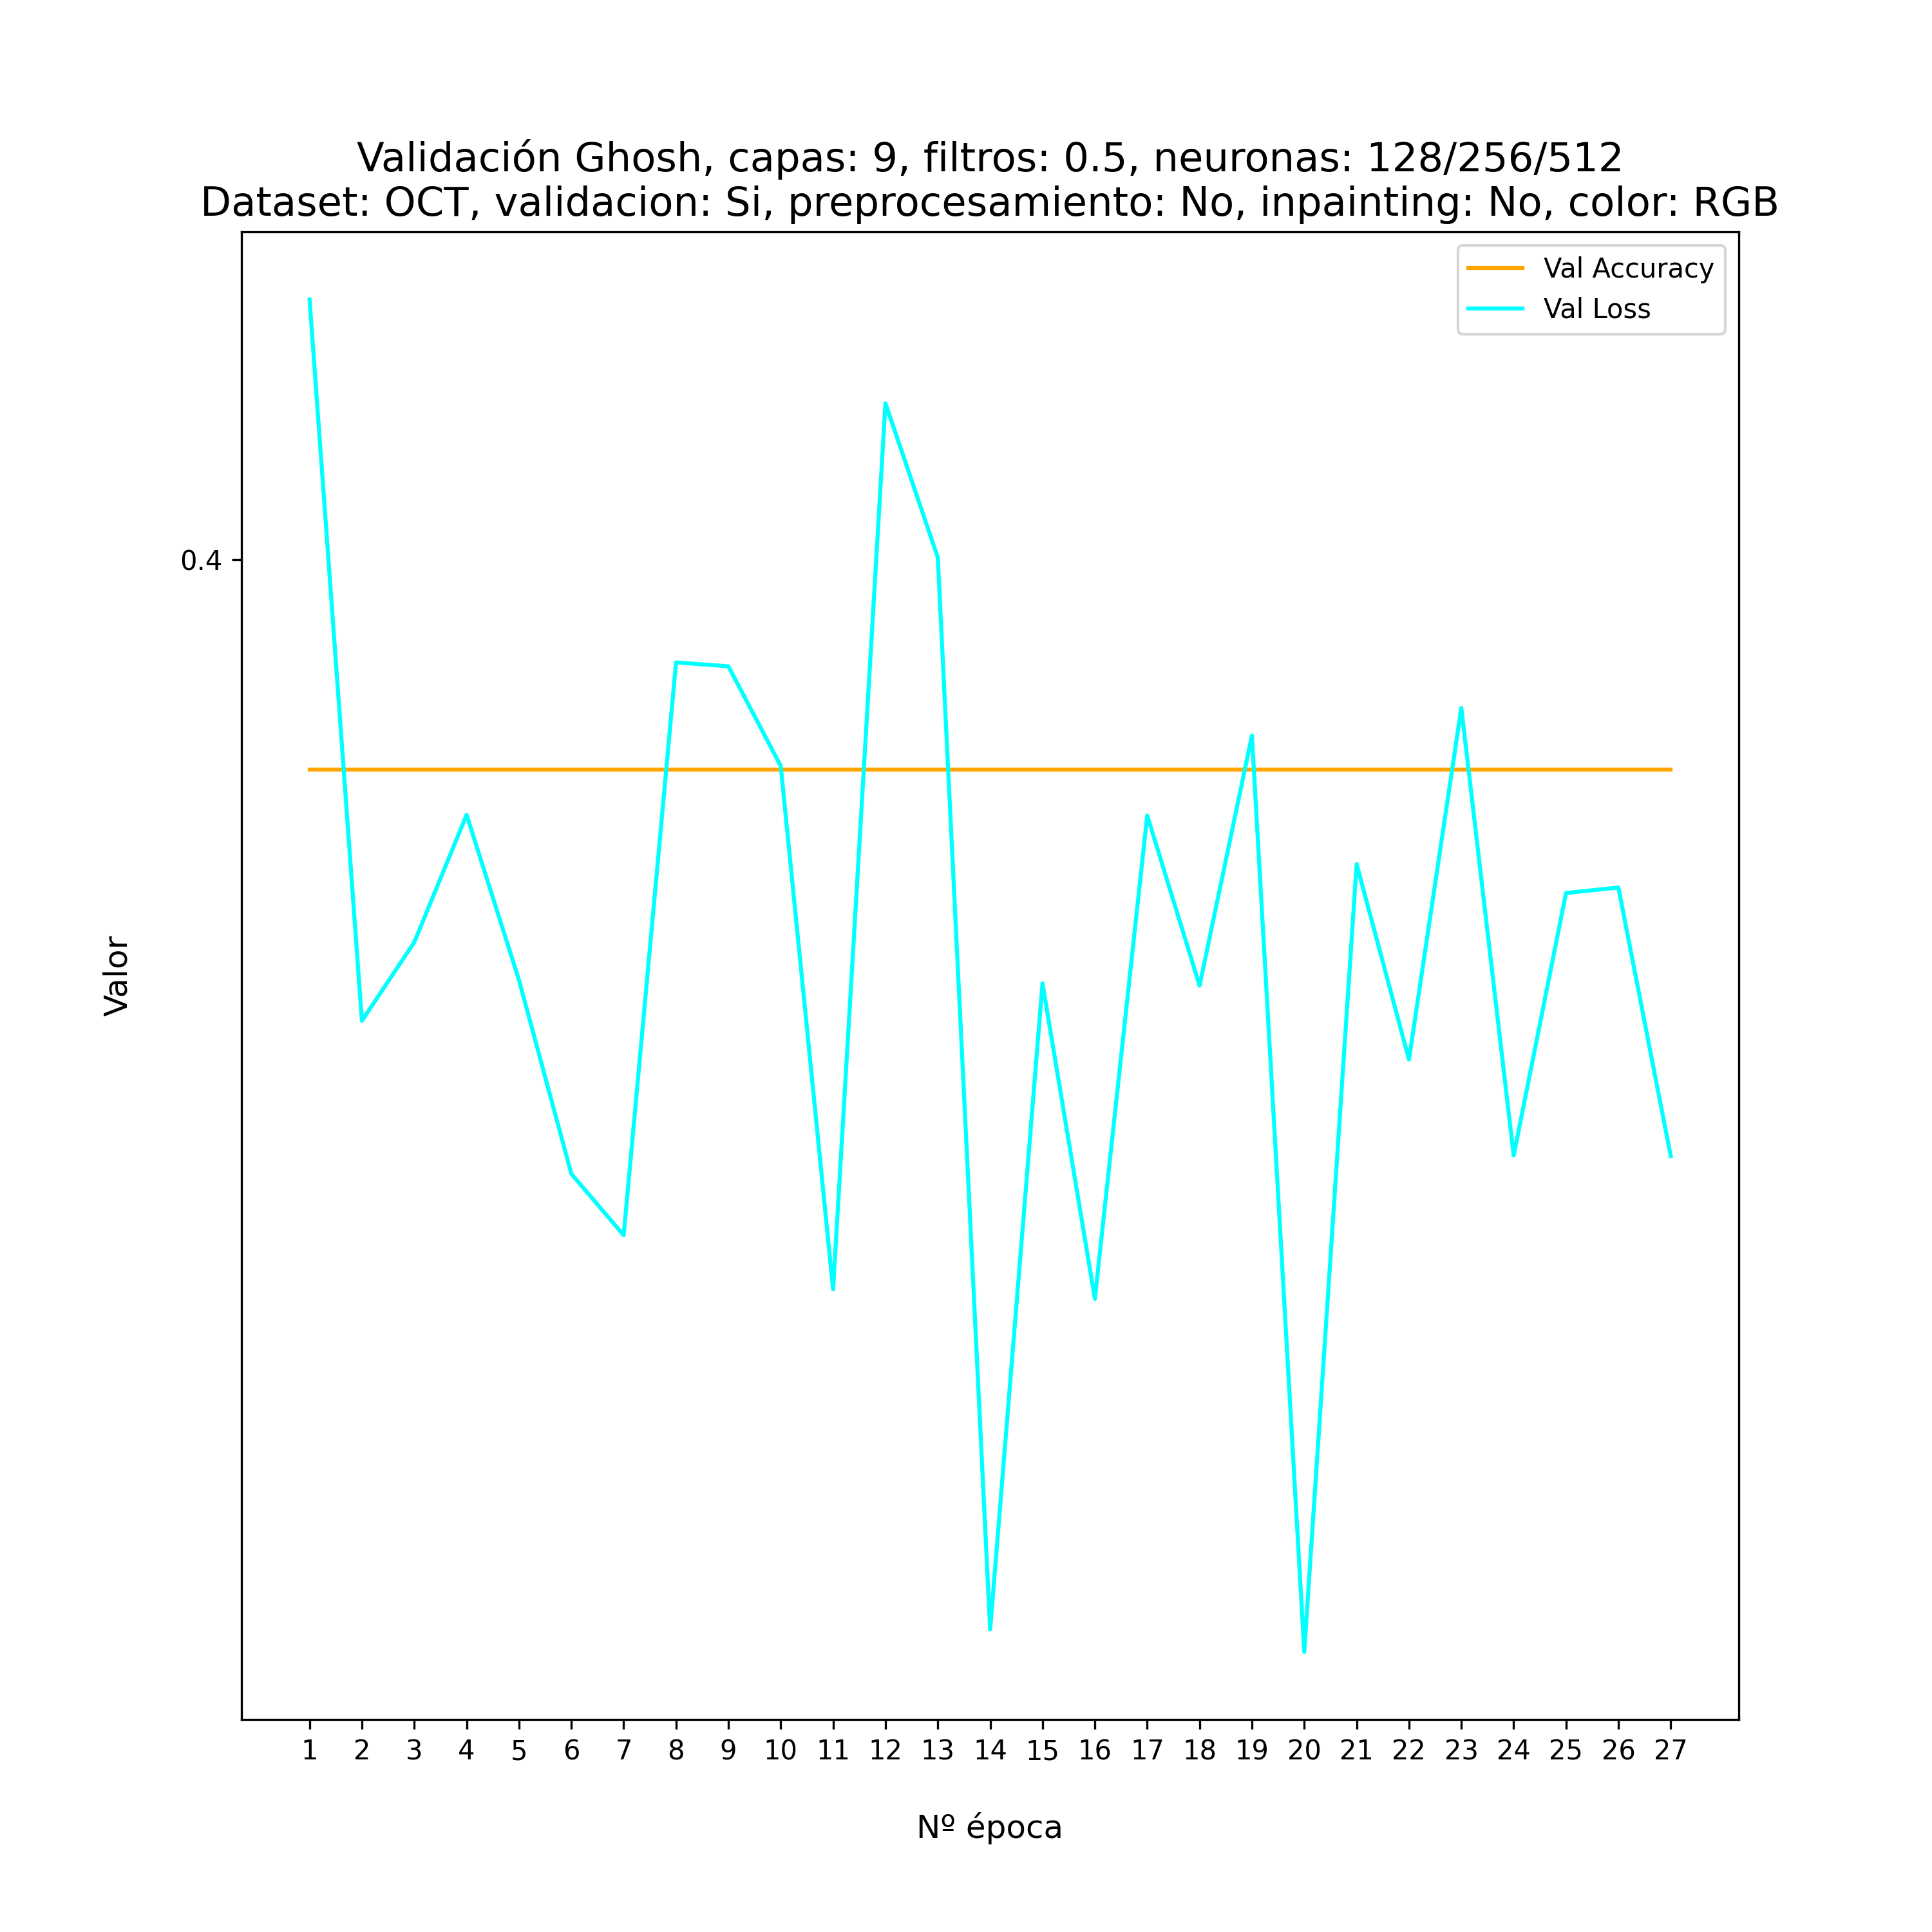 Validación Ghosh, capas: 9, filtros: 0.5, neuronas: 128/256/512
Dataset: OCT, validacion: Si, preprocesamiento: No, inpainting: No, color: RGB
Val Accuracy
Val Loss
0.4
Valor
1 2 3 4 5 6 7 8 9 10 11 12 13 14 15 16 17 18 19 20 21 22 23 24 25 26 27
Nº época